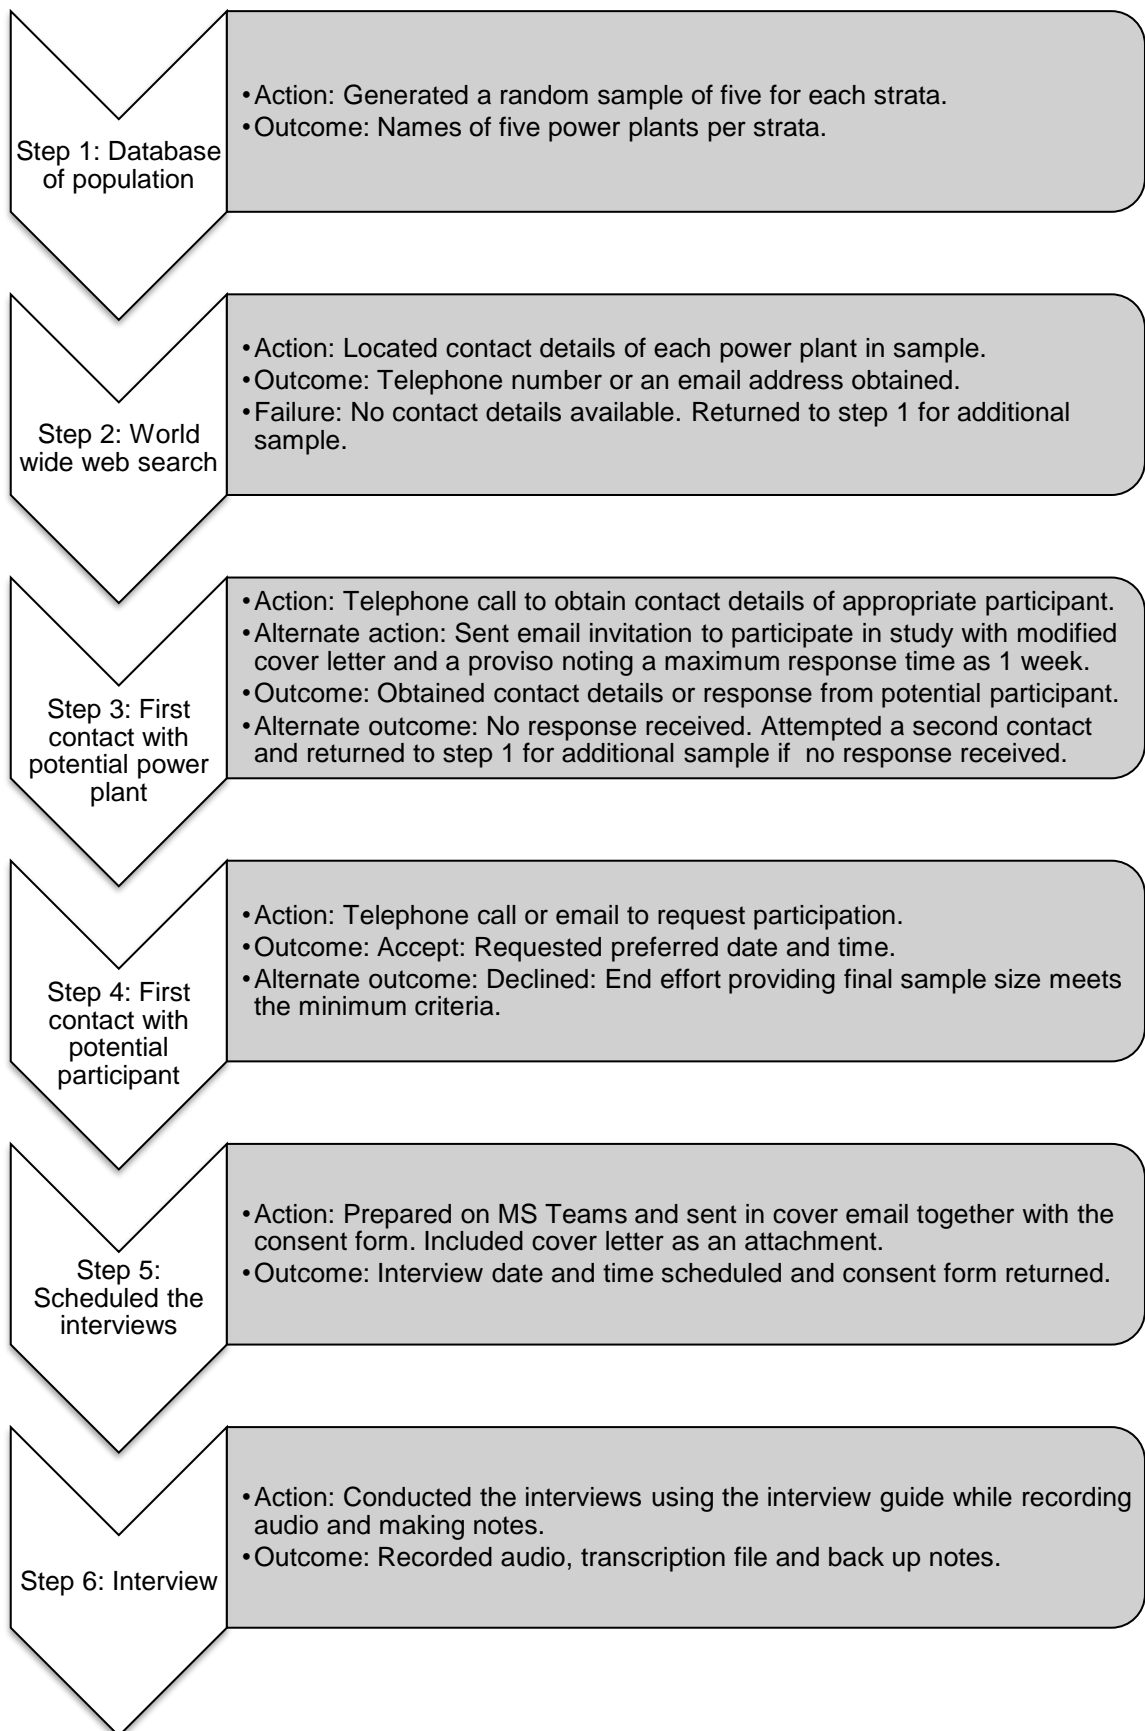 Step 1: Database
of population
•Action: Generated a random sample of five for each strata.
•Outcome: Names of five power plants per strata.
Step 2: World
wide web search
•Action: Located contact details of each power plant in sample.
•Outcome: Telephone number or an email address obtained.
•Failure: No contact details available. Returned to step 1 for additional
sample.
Step 3: First
contact with
potential power
plant
•Action: Telephone call to obtain contact details of appropriate participant.
•Alternate action: Sent email invitation to participate in study with modified
cover letter and a proviso noting a maximum response time as 1 week.
•Outcome: Obtained contact details or response from potential participant.
•Alternate outcome: No response received. Attempted a second contact
and returned to step 1 for additional sample if  no response received.
Step 4: First
contact with
potential
participant
•Action: Telephone call or email to request participation.
•Outcome: Accept: Requested preferred date and time.
•Alternate outcome: Declined: End effort providing final sample size meets
the minimum criteria.
Step 5:
Scheduled the
interviews
•Action: Prepared on MS Teams and sent in cover email together with the
consent form. Included cover letter as an attachment.
•Outcome: Interview date and time scheduled and consent form returned.
Step 6: Interview
•Action: Conducted the interviews using the interview guide while recording
audio and making notes.
•Outcome: Recorded audio, transcription file and back up notes.